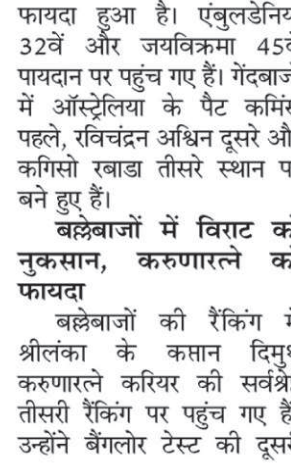 फायदा हुआ है। एंबुलडेनिय
32वें और जयविक्रमा 45वे
पायदान पर पहुंच गए हैं। गेंदबाज
में ऑस्ट्रेलिया के पैट कमिंस
पहले, रविचंद्रन अश्विन दूसरे औ
कगिसो रबाडा तीसरे स्थान प
बने हुए हैं।
बल्लेबाजों में विराट क
नुकसान, करुणारत्ने क
फायदा
बल्लेबाजों की रैंकिंग
श्रीलंका के कप्तान दिमुथ
करुणारत्ने करियर की सर्वश्रे
तीसरी रैंकिंग पर पहुंच गए हैं
उन्होंने बैंगलोर टेस्ट की दूसर